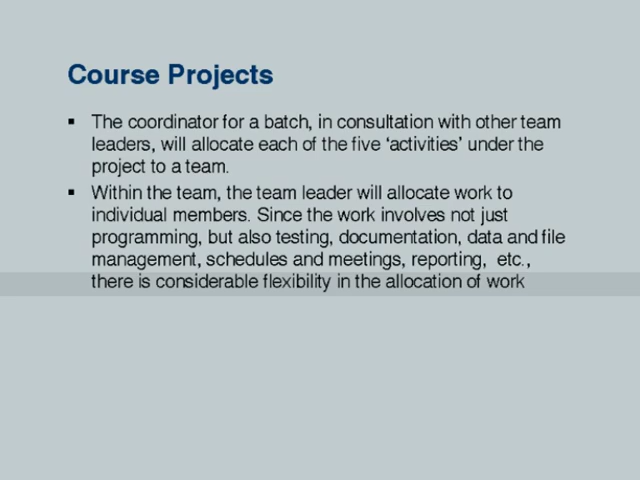 Course Projects
▪ The coordinator for a batch, in consultation with other team
leaders, will allocate each of the five ‘activities’ under the
project to a team.
▪ Within the team, the team leader will allocate work to
individual members. Since the work involves not just
programming, but also testing, documentation, data and file
management, schedules and meetings, reporting,  etc.,
there is considerable flexibility in the allocation of work